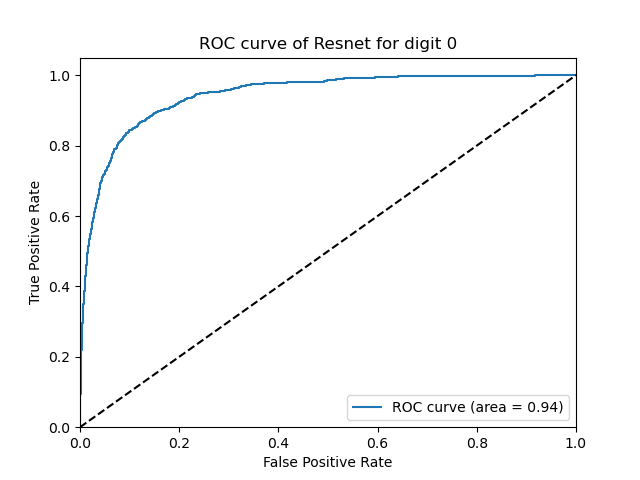 ROC curve of Resnet for digit 0
True Positive Rate
1.0
0.8
0.6
0.4
0.2
0.0
ROC curve (area = 0.94)
0.0 0.2 0.4 0.6 0.8 1.0
False Positive Rate